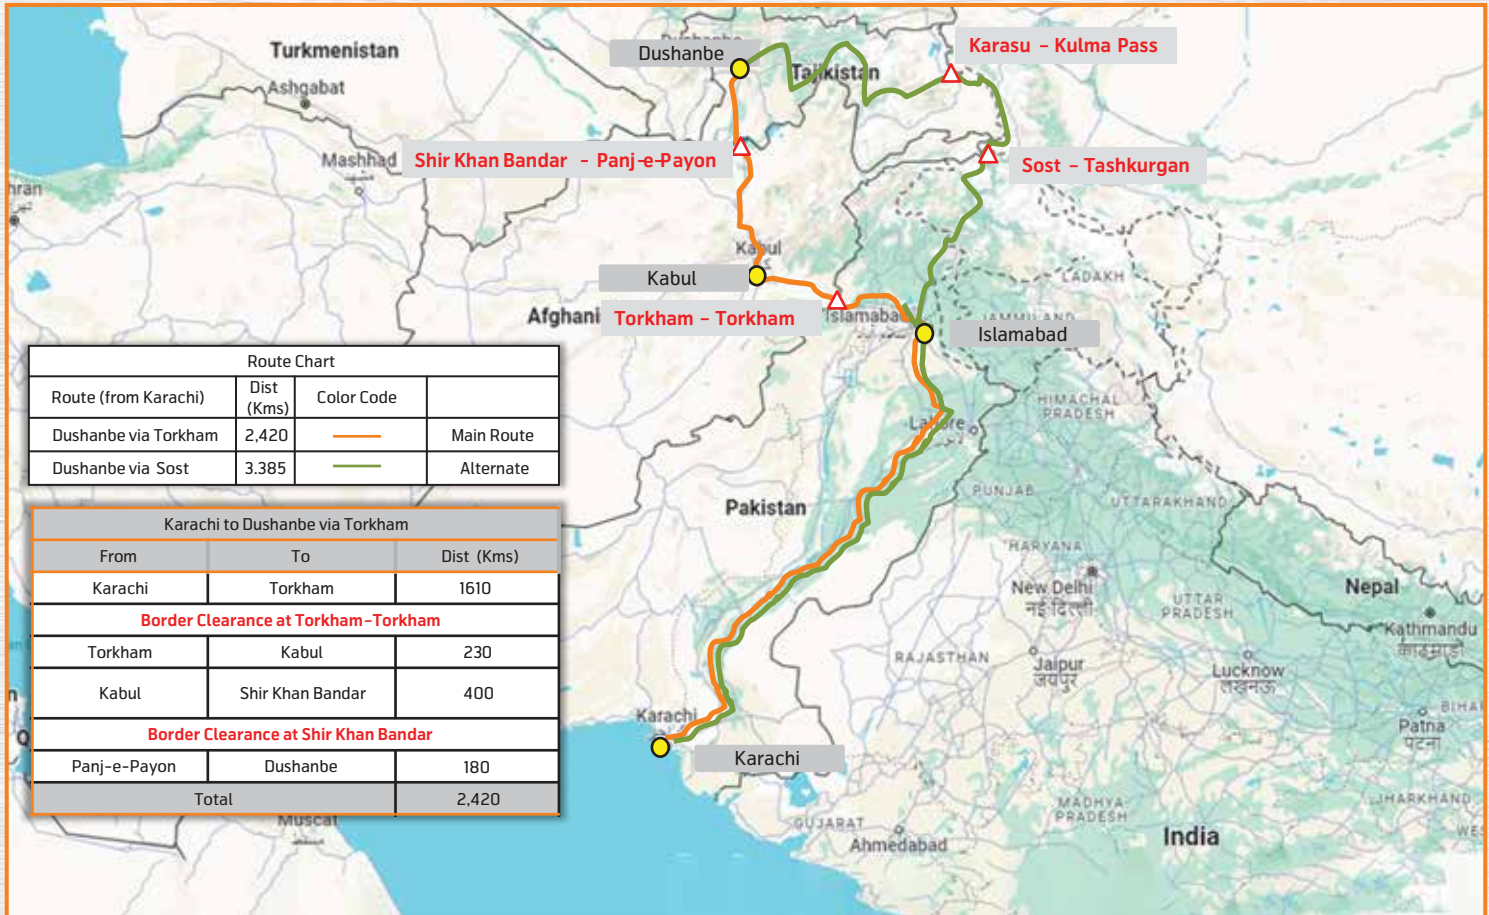 Turkmenistan
Ashgabat
Mashhad
Dushanbe
Tajikistan
Karasu - Kulma Pass
Shir Khan Bandar - Panj-e-Payon
Sost - Tashkurgan
Kabul
Kabul
LADAKH
Torkham - Torkham
Afghani
Islamabad
Islamabad
HIMACHAL
PRADESH
Lahore
PUNJAB
UTTARAKHAND
Pakistan
HARYANA
New Delhi
नई दिल्ली
UTTAR
PRADESH
Nepal
Kathmandu
काठमाडौं
RAJASTHAN
Jaipur
जयपुर
Lucknow
लखनऊ
BIHAR
Patna
पटना
Karachi
Karachi
MADHYA
PRADESH
JHARKHAND
GUJARAT
Ahmedabad
India
Muscat
Route Chart
Route (from Karachi) Dist (Kms) Color Code
Dushanbe via Torkham 2,420 Main Route
Dushanbe via Sost 3.385 Alternate
Karachi to Dushanbe via Torkham
From To Dist (Kms)
Karachi Torkham 1610
Border Clearance at Torkham-Torkham
Torkham Kabul 230
Kabul Shir Khan Bandar 400
Border Clearance at Shir Khan Bandar
Panj-e-Payon Dushanbe 180
Total 2,420